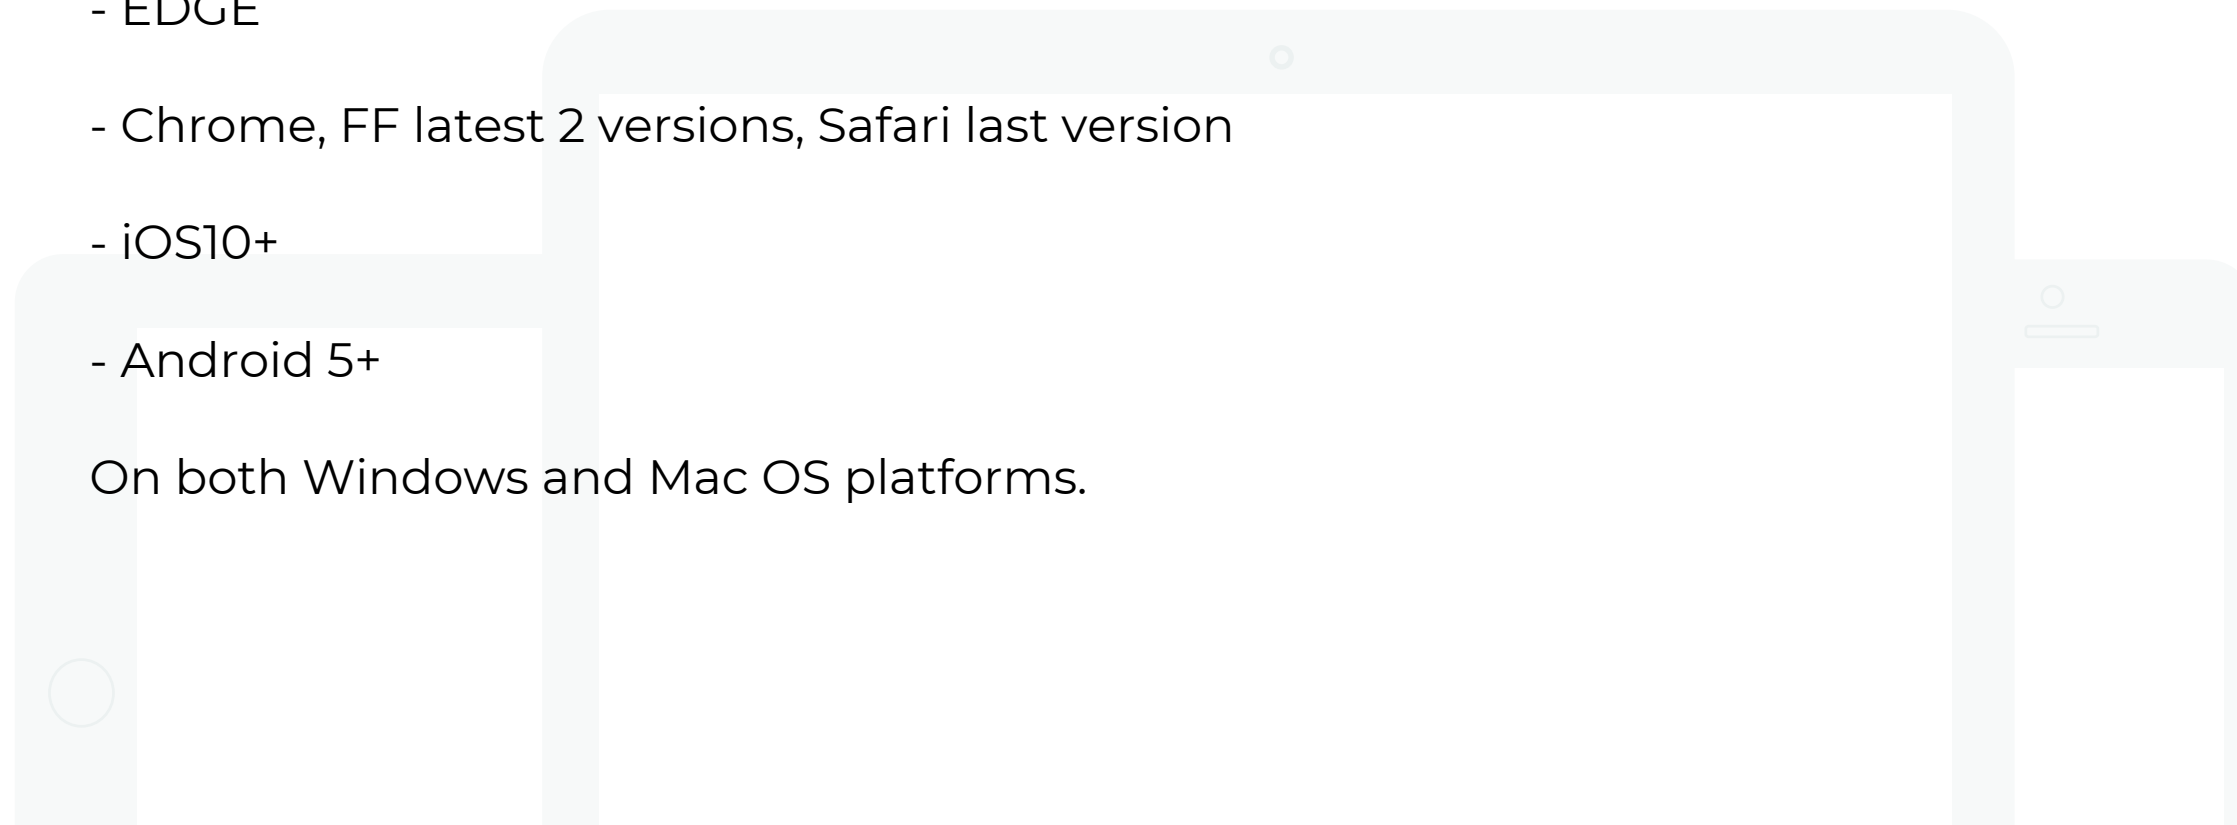 - EDGE
- Chrome, FF latest 2 versions, Safari last version
- iOS10+
- Android 5+
On both Windows and Mac OS platforms.